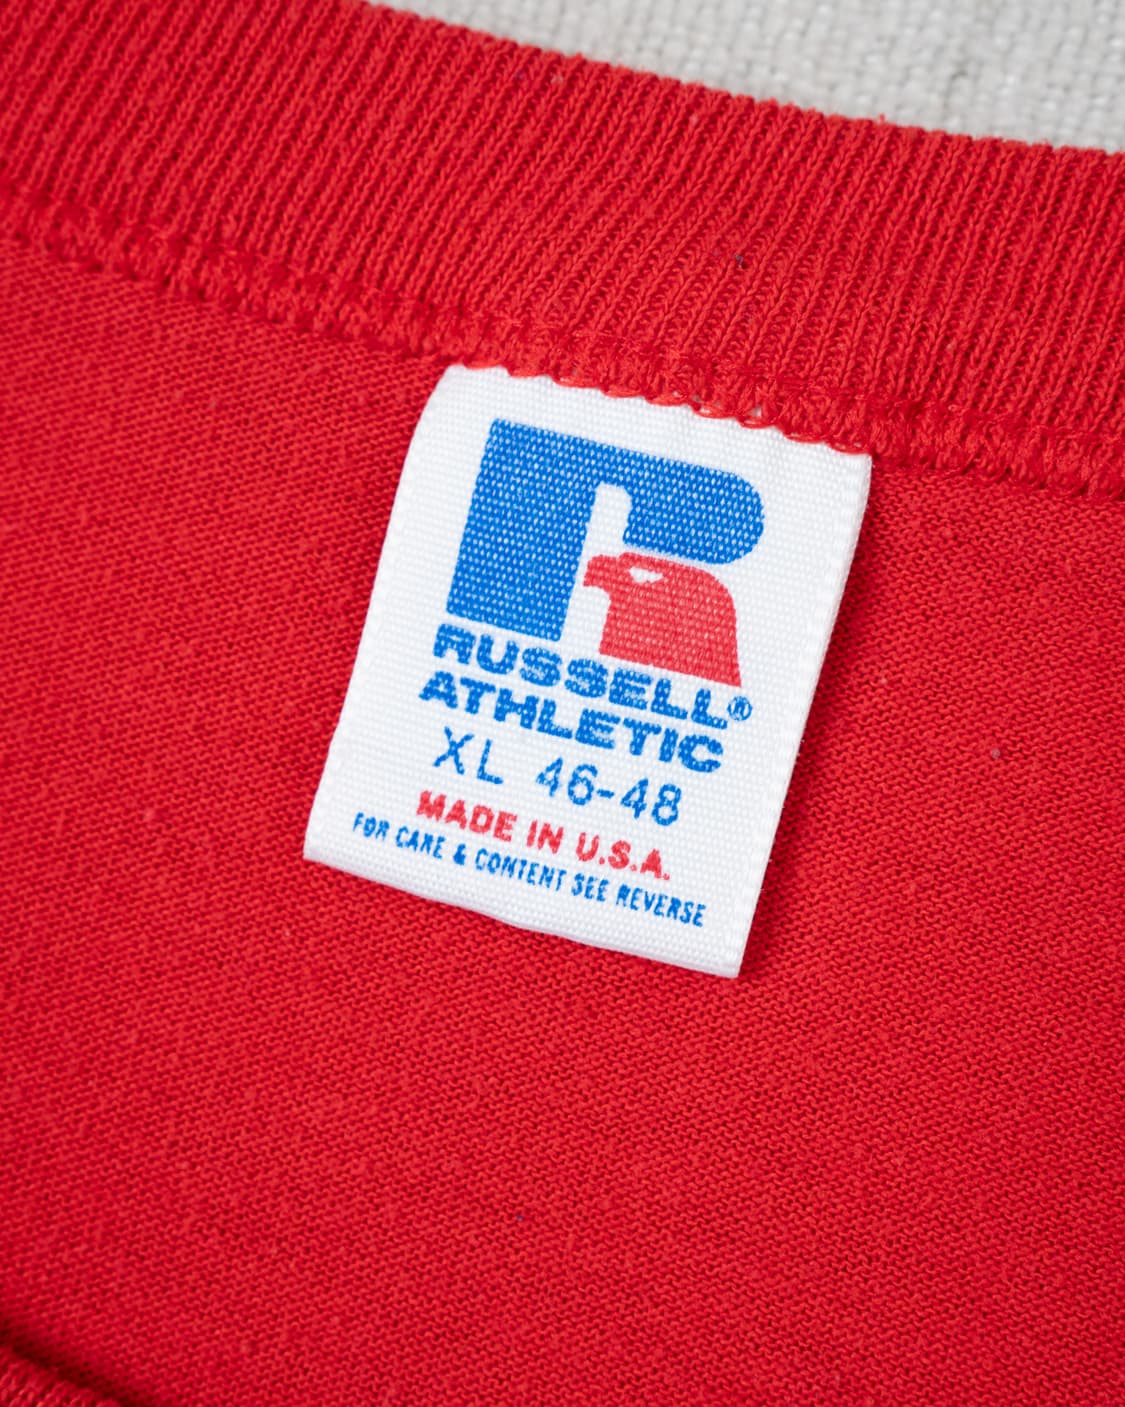 RUSSELL®
ATHLETIC
XL 46-48
MADE IN U.S.A.
FOR CARE & CONTENT SEE REVERSE